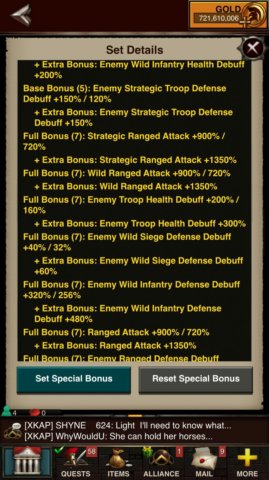 GOLD
721,610,006
Set Details
+ Extra Bonus: Enemy Wild Infantry Health Debuff
+200%
Base Bonus (5): Enemy Strategic Troop Defense
Debuff +150% / 120%
+ Extra Bonus: Enemy Strategic Troop
Defense Debuff +150%
Full Bonus (7): Strategic Ranged Attack +900% /
720%
+ Extra Bonus: Strategic Ranged Attack +1350%
Full Bonus (7): Wild Ranged Attack +900% / 720%
+ Extra Bonus: Wild Ranged Attack +1350%
Full Bonus (7): Enemy Troop Health Debuff +200% /
160%
+ Extra Bonus: Enemy Troop Health Debuff +300%
Full Bonus (7): Enemy Wild Siege Defense Debuff
+40% / 32%
+ Extra Bonus: Enemy Wild Siege Defense Debuff
+60%
Full Bonus (7): Enemy Wild Infantry Defense Debuff
+320% / 256%
+ Extra Bonus: Enemy Wild Infantry Defense
Debuff +480%
Full Bonus (7): Ranged Attack +900% / 720%
+ Extra Bonus: Ranged Attack +1350%
Full Bonus (7): Enemy Ranged Defense Debuff
Set Special Bonus
Reset Special Bonus
4
0
[XKAP] SHYNE 624: Light I'll need to know what...
[XKAP] WhyWouldU: She can hold her horses...
58
1
9
QUESTS
ITEMS
ALLIANCE
MAIL
MORE